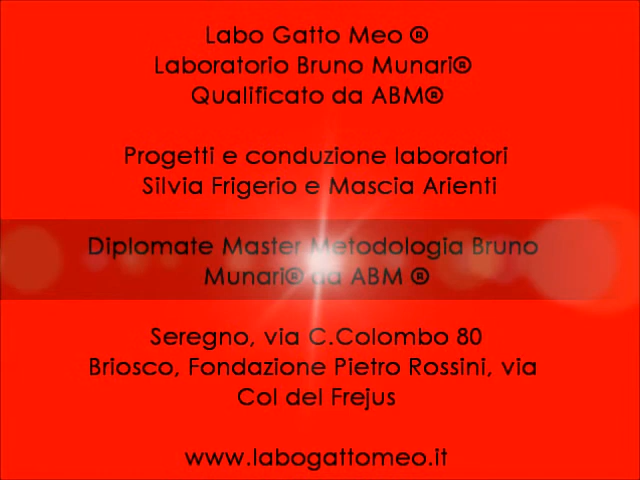 Labo Gatto Meo ®
Laboratorio Bruno Munari®
Qualificato da ABM®
Progetti e conduzione laboratori
Silvia Frigerio e Mascia Arienti
Diplomate Master Metodologia Bruno
Munari® da ABM ®
Seregno, via C.Colombo 80
Briosco, Fondazione Pietro Rossini, via
Col del Frejus
www.labogattomeo.it